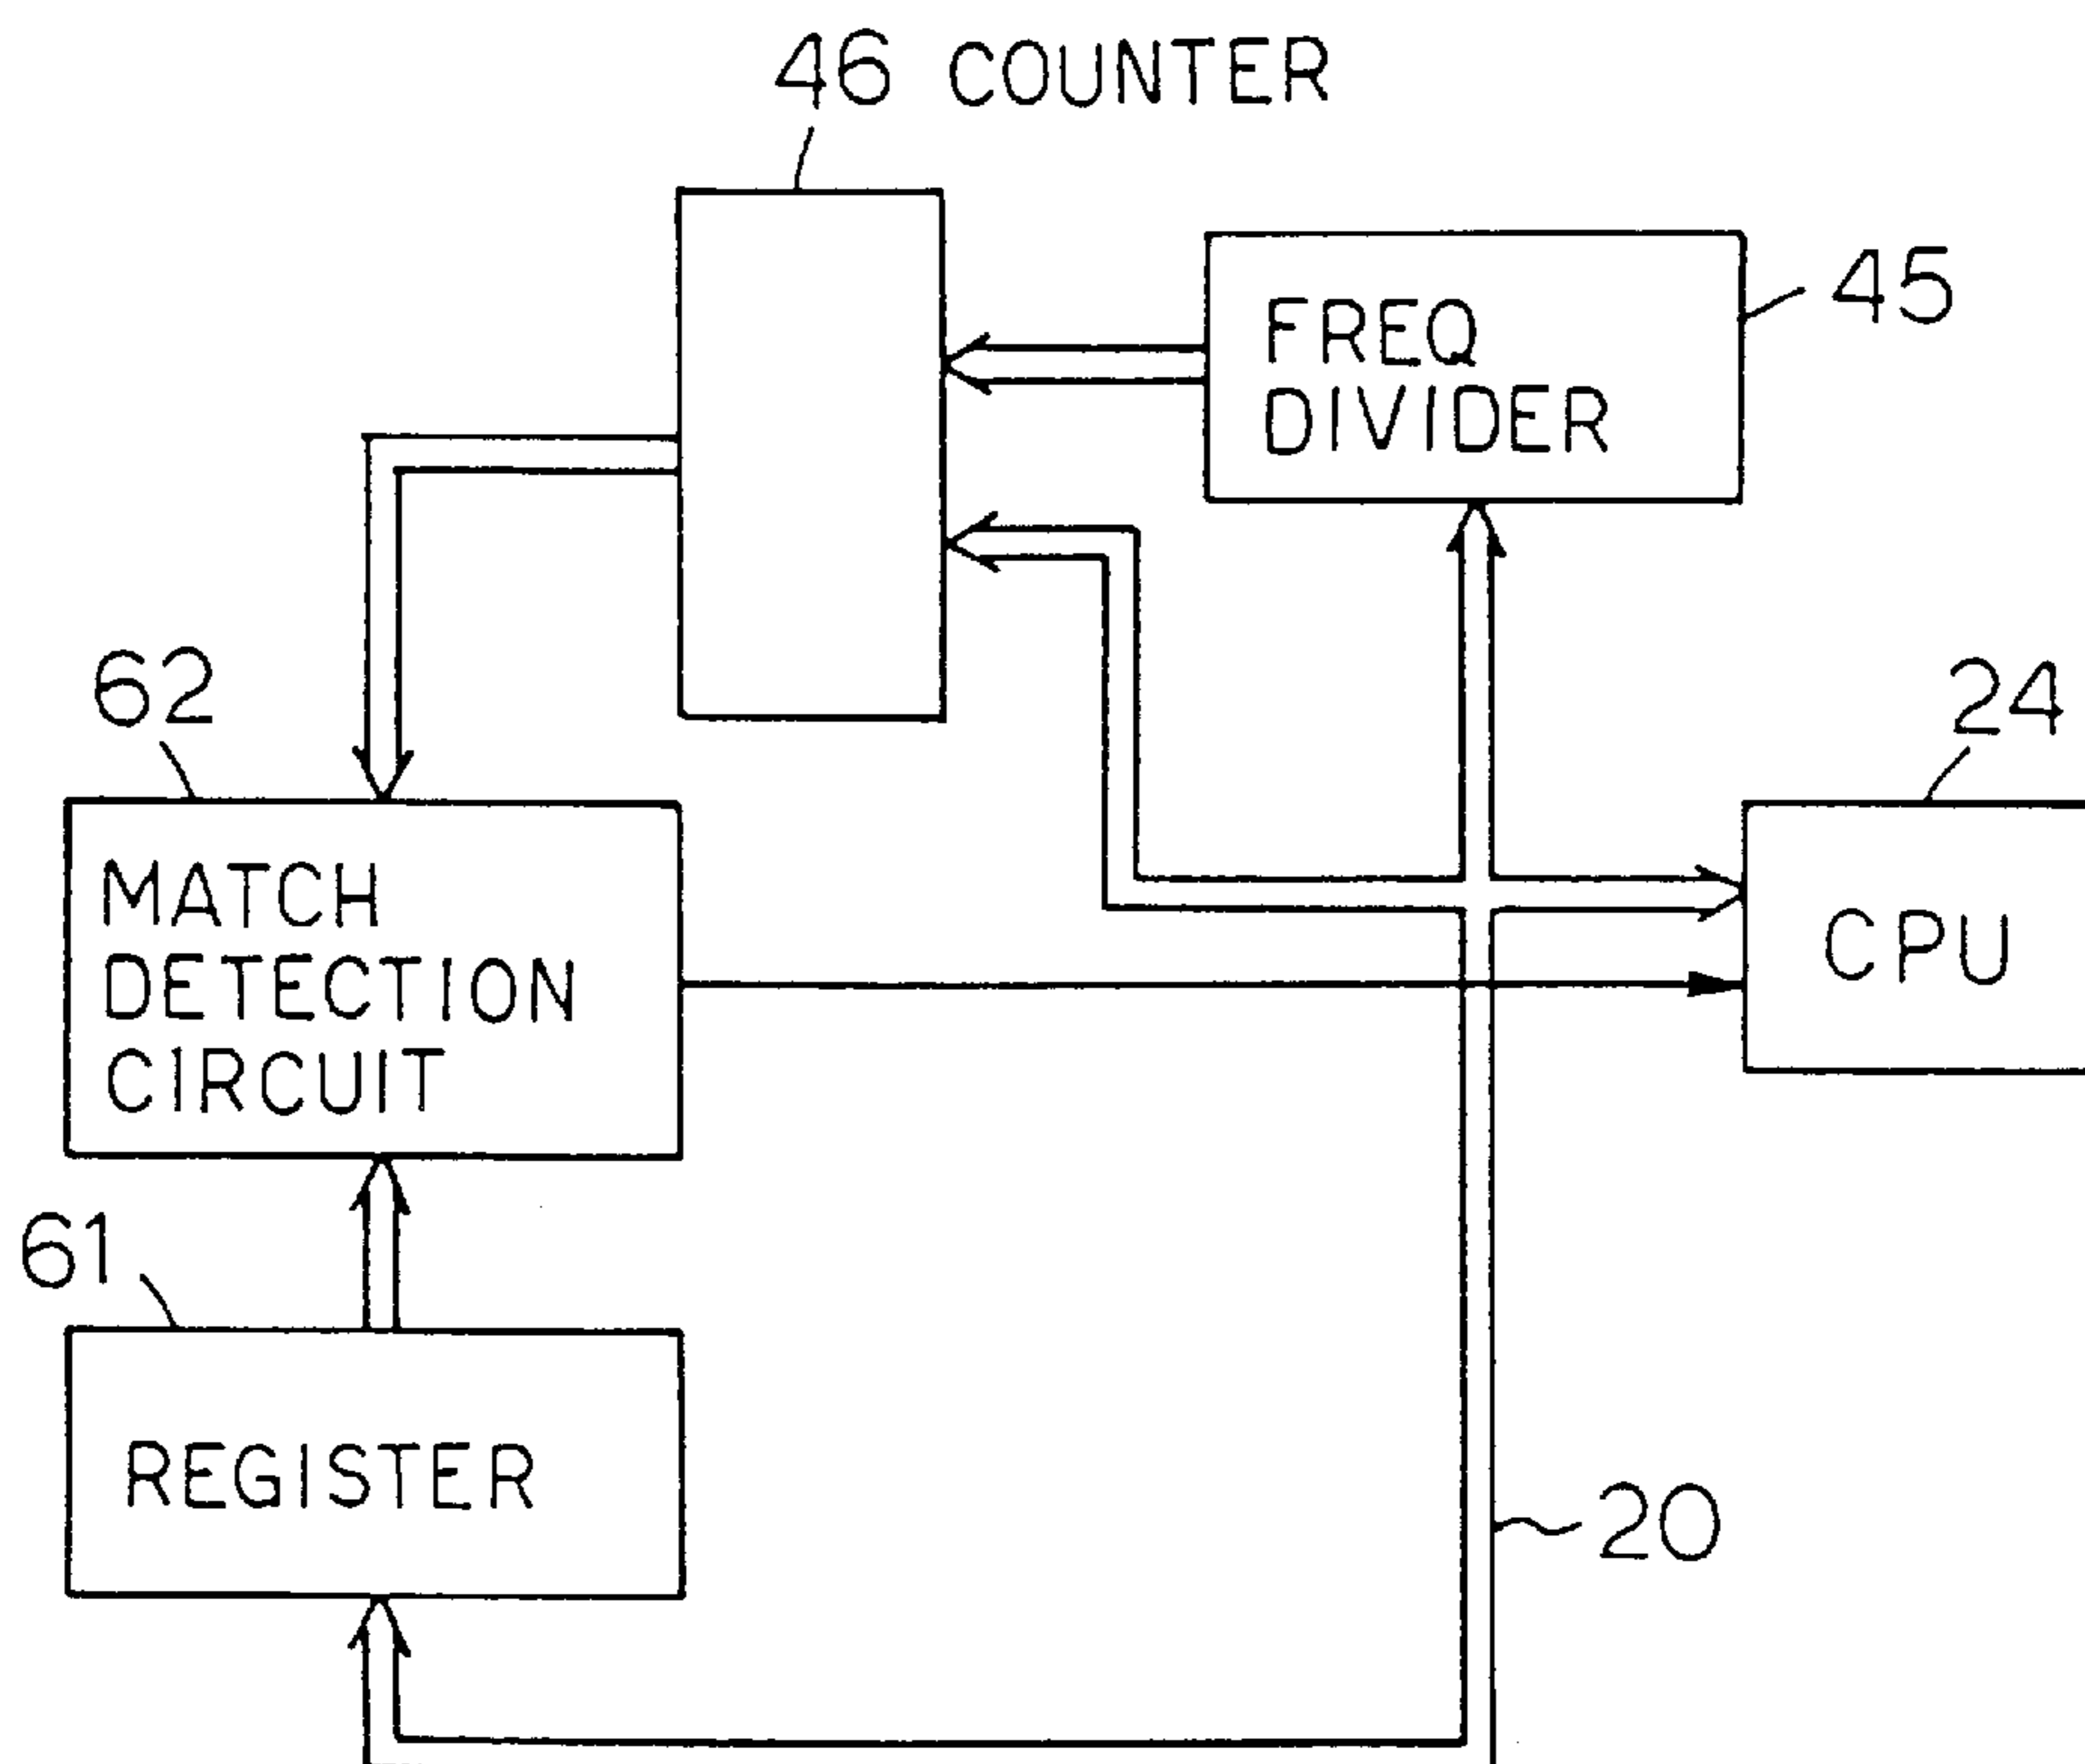 46 COUNTER
FREQ
DIVIDER
45
62
24
MATCH
DETECTION
CIRCUIT
CPU
61
REGISTER
20